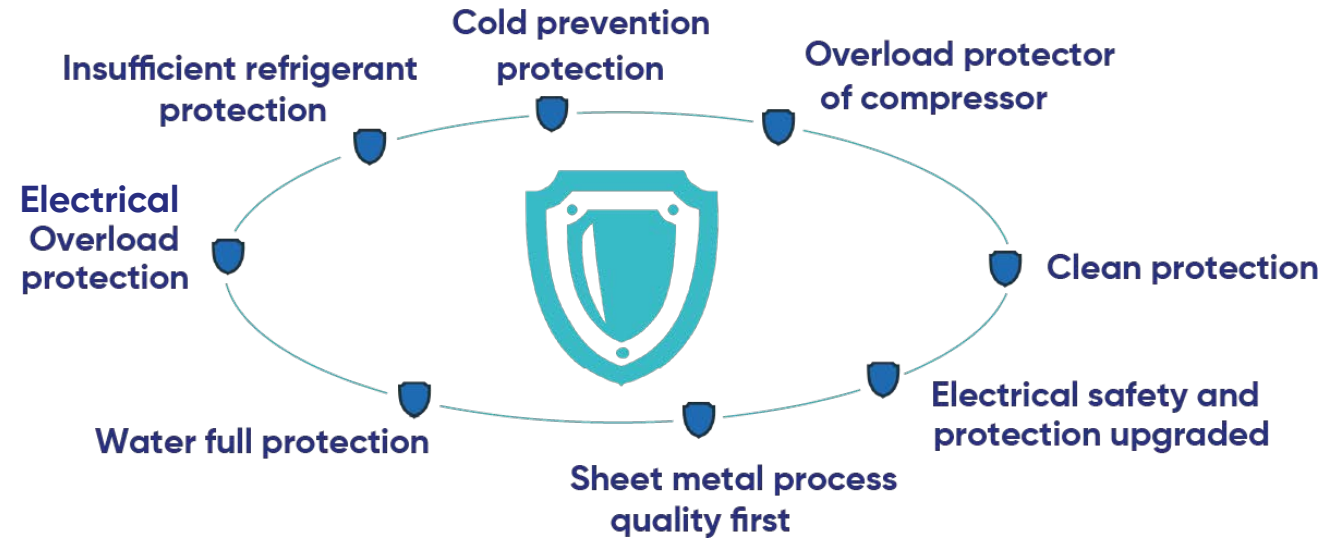 Cold prevention
protection
Overload protector
of compressor
Insufficient refrigerant
protection
Electrical
Overload
protection
Clean protection
Electrical safety and
protection upgraded
Water full protection
Sheet metal process
quality first